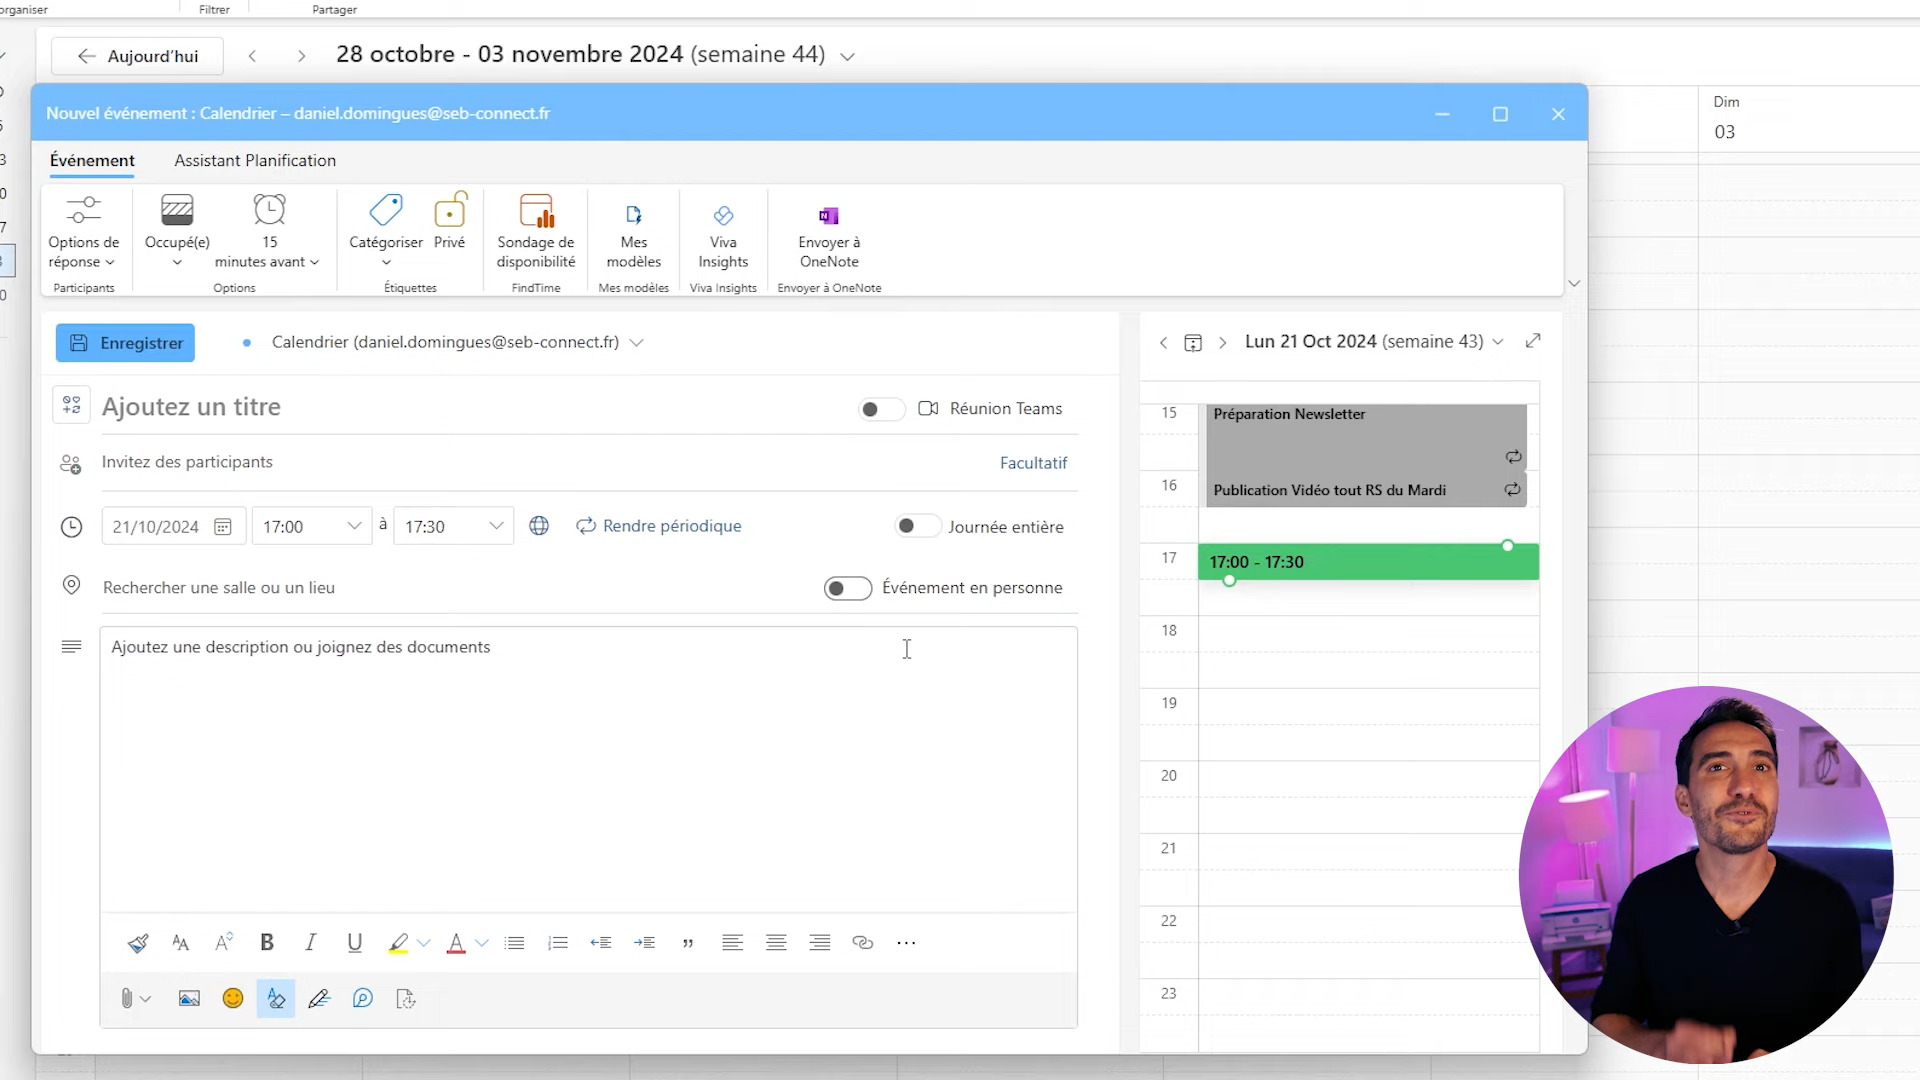 organiser
Filtrer
Partager
Aujourd'hui
28 octobre - 03 novembre 2024 (semaine 44)
Dim
03
Nouvel événement : Calendrier – daniel.domingues@seb-connect.fr
Événement
Assistant Planification
Options de réponse
Occupé(e)
15 minutes avant
Catégoriser
Privé
Sondage de disponibilité
Mes modèles
Viva Insights
Envoyer à OneNote
Participants
Options
Étiquettes
FindTime
Mes modèles
Viva Insights
Envoyer à OneNote
Enregistrer
Calendrier (daniel.domingues@seb-connect.fr)
Ajoutez un titre
Réunion Teams
Invitez des participants
Facultatif
21/10/2024
17:00
à
17:30
Rendre périodique
Journée entière
Rechercher une salle ou un lieu
Événement en personne
Ajoutez une description ou joignez des documents
Lun 21 Oct 2024 (semaine 43)
15
Préparation Newsletter
16
Publication Vidéo tout RS du Mardi
17
17:00 - 17:30
18
19
20
21
22
23